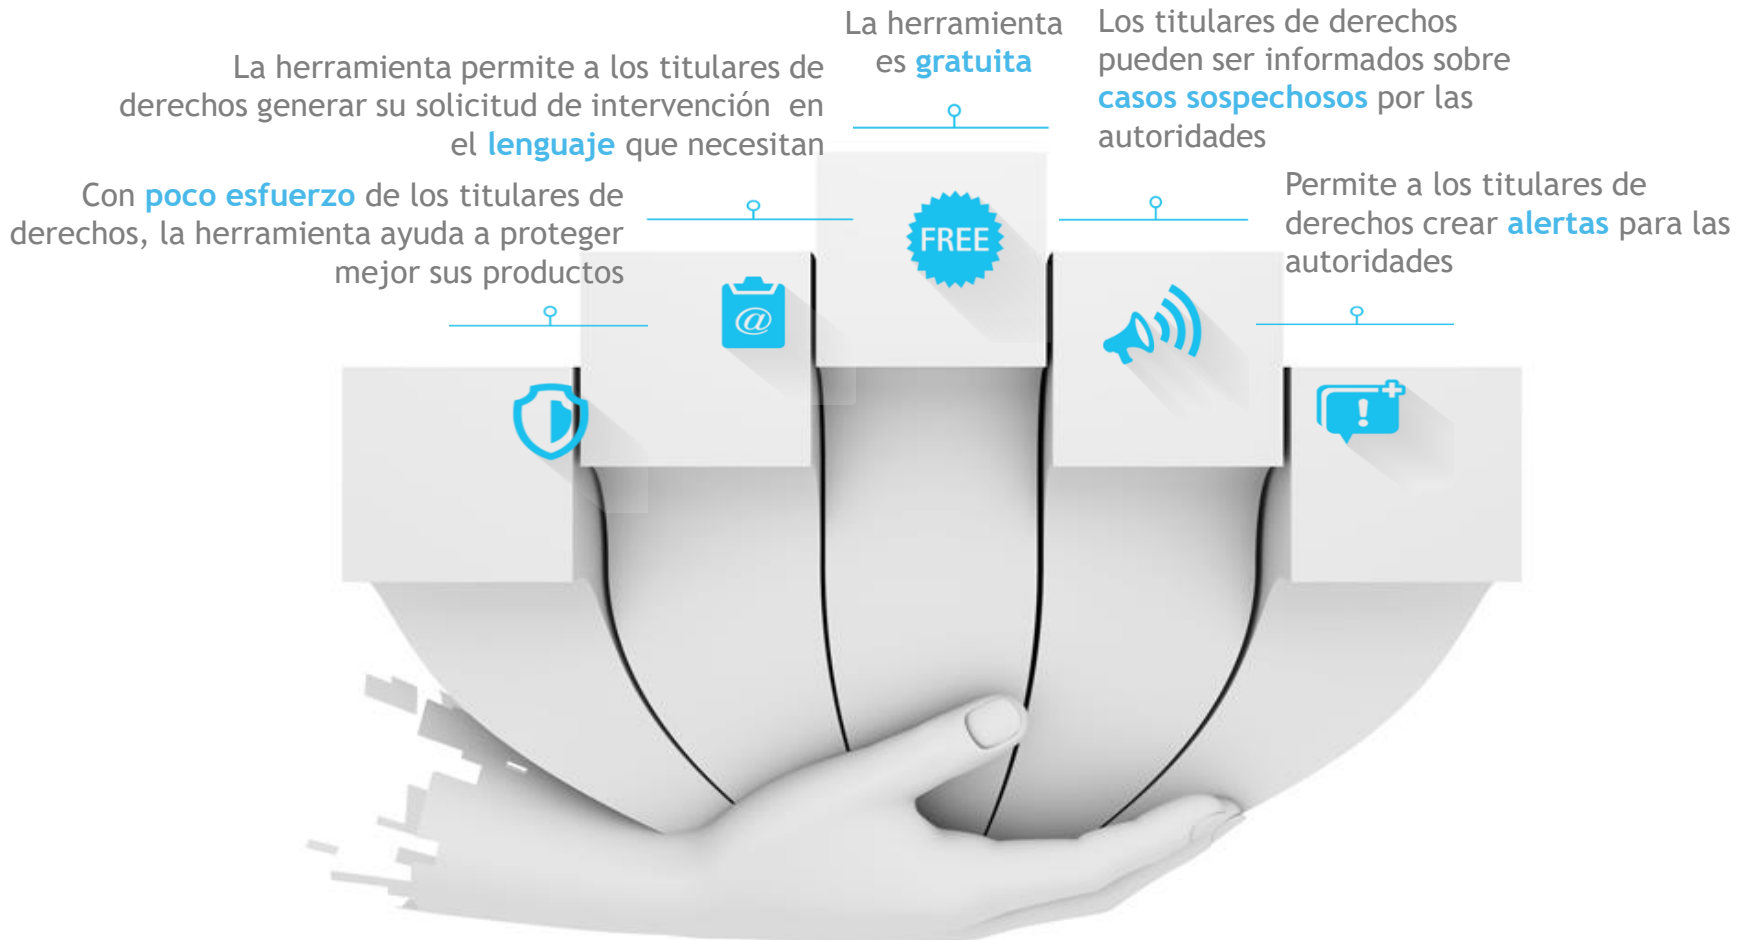 Con poco esfuerzo de los titulares de
derechos, la herramienta ayuda a proteger
mejor sus productos
La herramienta permite a los titulares de
derechos generar su solicitud de intervención en
el lenguaje que necesitan
La herramienta
es gratuita
Los titulares de derechos
pueden ser informados sobre
casos sospechosos por las
autoridades
Permite a los titulares de
derechos crear alertas para las
autoridades
FREE
@
!